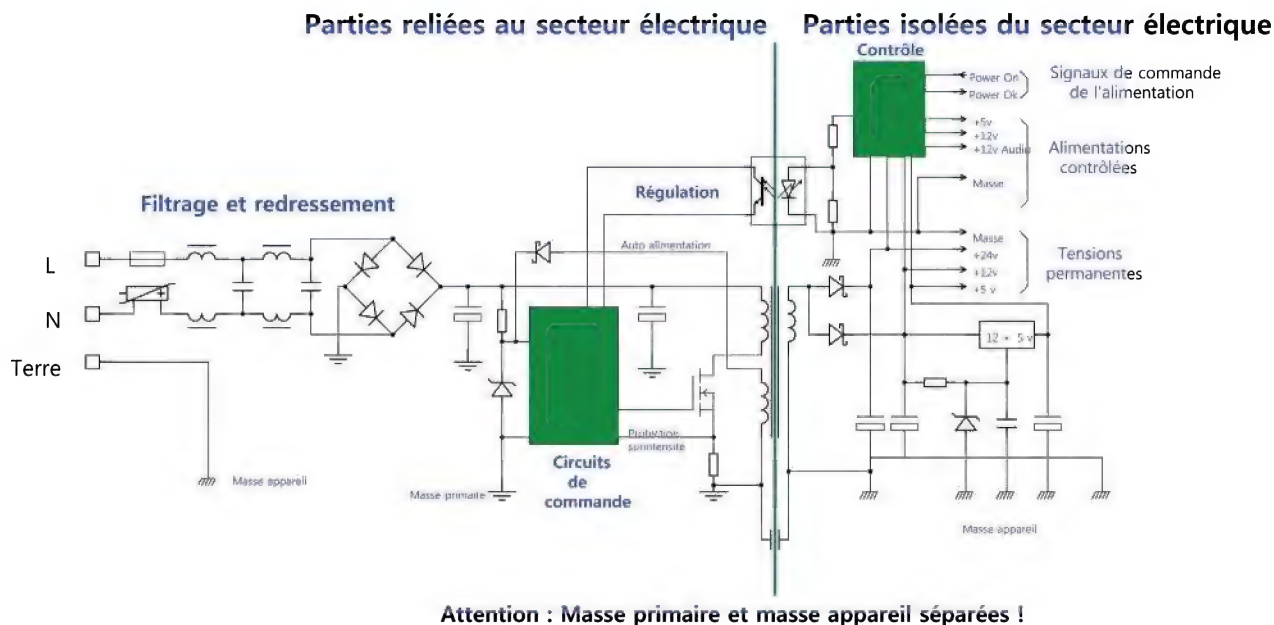 Parties reliées au secteur électrique
Parties isolées du secteur électrique
Contrôle
Power On
Power Ok
Signaux de commande
de l'alimentation
+5v
+12v
+12v Audio
Alimentations
contrôlées
Masse
Régulation
Filtrage et redressement
Auto alimentation
Masse
+24v
+12v
+5 v
Tensions
permanentes
L
N
Terre
12 = 5 v
Protection
surintensité
Circuits
de
commande
Masse appareil
Masse primaire
Masse appareil
Attention : Masse primaire et masse appareil séparées !